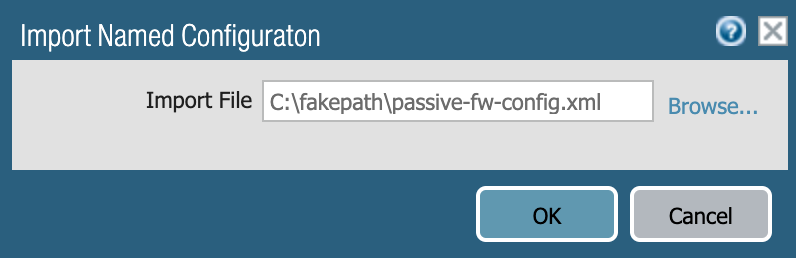 Import Named Configuraton
Import File C:\fakepath\passive-fw-config.xml Browse...
OK Cancel